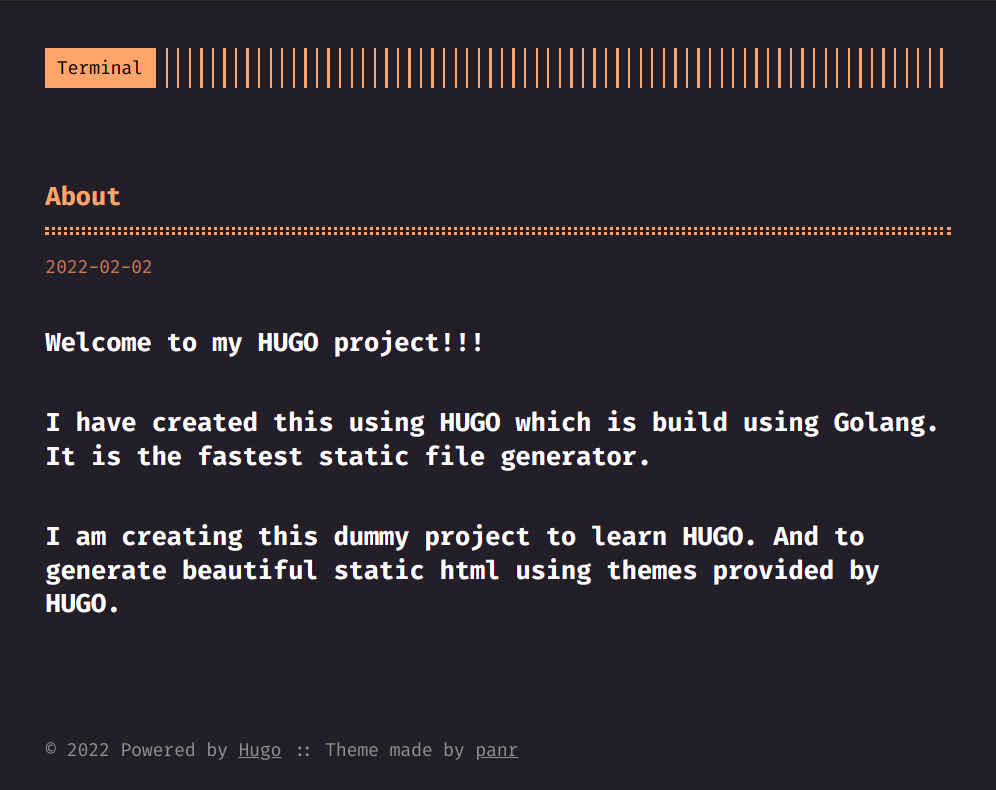 Terminal
About
2022-02-02
Welcome to my HUGO project!!!
I have created this using HUGO which is build using Golang.
It is the fastest static file generator.
I am creating this dummy project to learn HUGO. And to
generate beautiful static html using themes provided by
HUGO.
© 2022 Powered by Hugo :: Theme made by panr